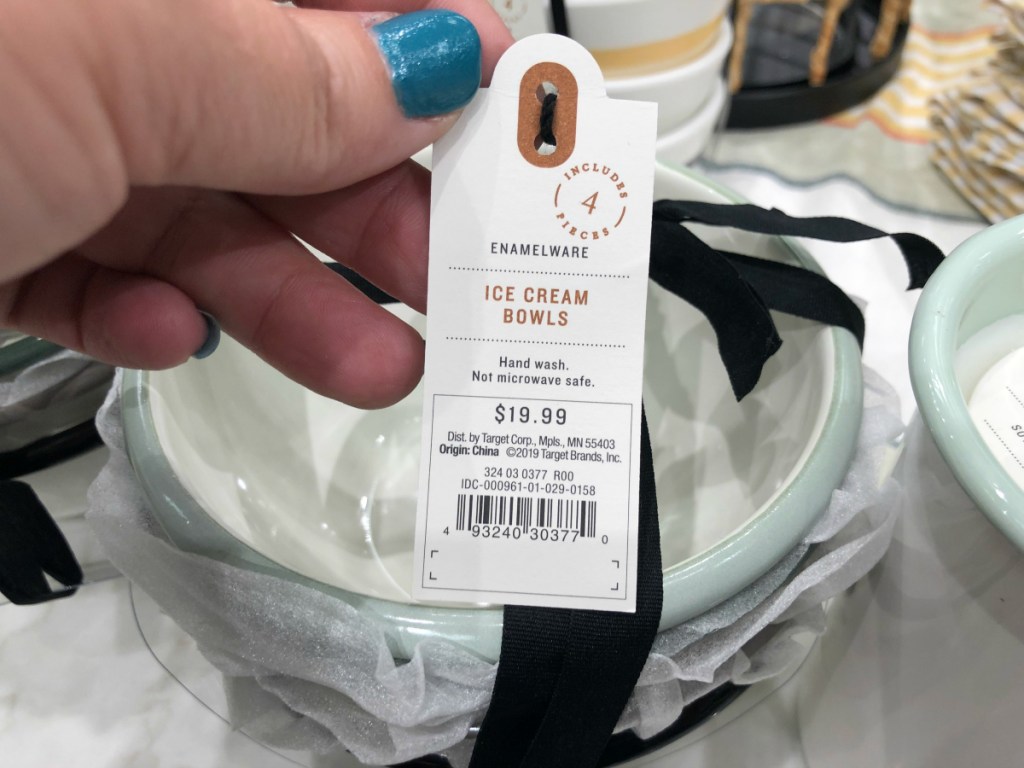 INCLUDES
4
PIECES
ENAMELWARE
ICE CREAM
BOWLS
Hand wash.
Not microwave safe.
$19.99
Dist. by Target Corp., Mpls., MN 55403
Origin: China ©2019 Target Brands, Inc.
324 03 0377 R00
IDC-000961-01-029-0158
4 93240 30377 0